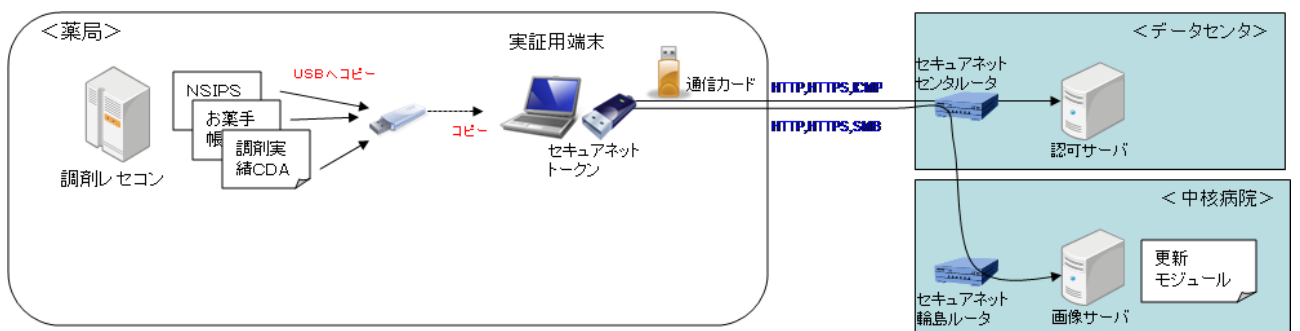 ＜薬局＞
実証用端末
＜データセンタ＞
セキュアネット
センタルータ
USBへコピー
NSIPS
お薬手
帳
調剤実
績CDA
調剤レセコン
コピー
通信カード
セキュアネット
トークン
HTTP,HTTPS,ICMP
HTTP,HTTPS,SMB
認可サーバ
＜中核病院＞
更新
モジュール
セキュアネット
輪島ルータ
画像サーバ